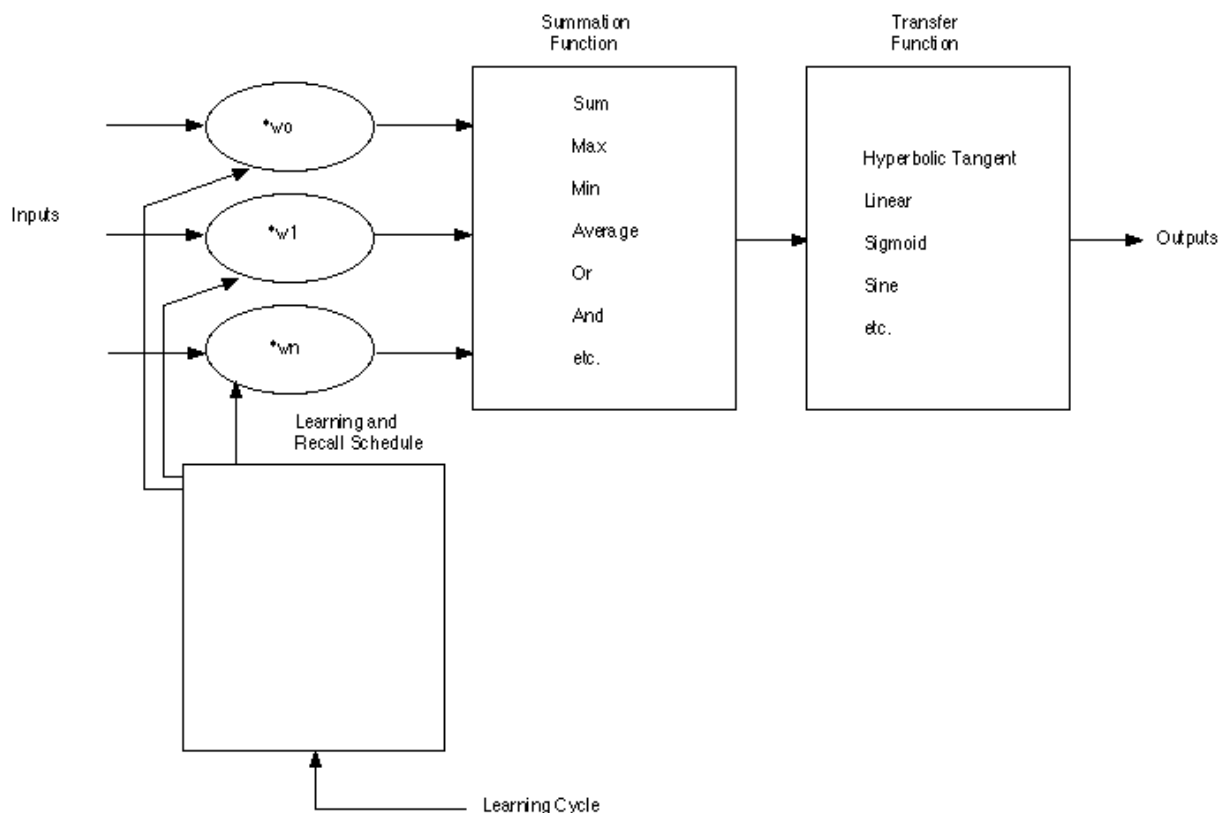 Summation
Function
Transfer
Function
Inputs
*wo
*w1
*wn
Sum
Max
Min
Average
Or
And
etc.
Hyperbolic Tangent
Linear
Sigmoid
Sine
etc.
Outputs
Learning and
Recall Schedule
Learning Cycle